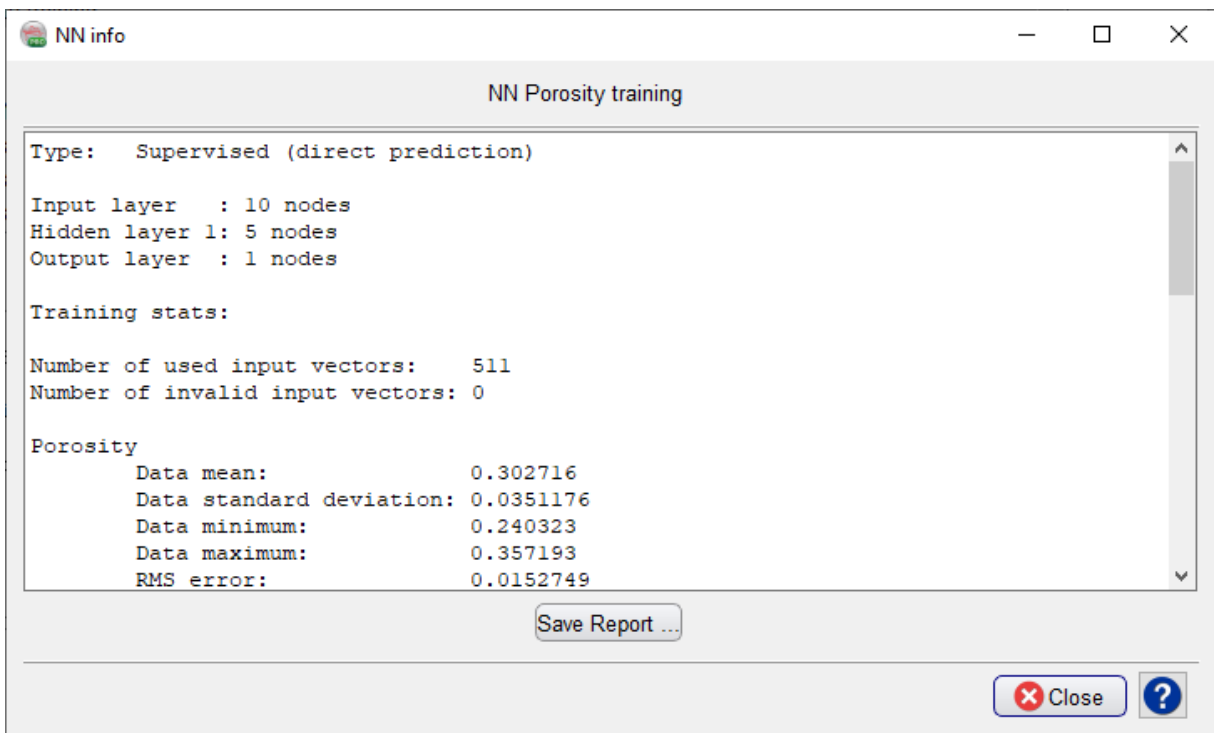 NN info
NN Porosity training
Type:   Supervised (direct prediction)
Input layer   : 10 nodes
Hidden layer 1: 5 nodes
Output layer  : 1 nodes
Training stats:
Number of used input vectors:    511
Number of invalid input vectors: 0
Porosity
Data mean:               0.302716
Data standard deviation: 0.0351176
Data minimum:            0.240323
Data maximum:            0.357193
RMS error:               0.0152749
Save Report ...
Close ?